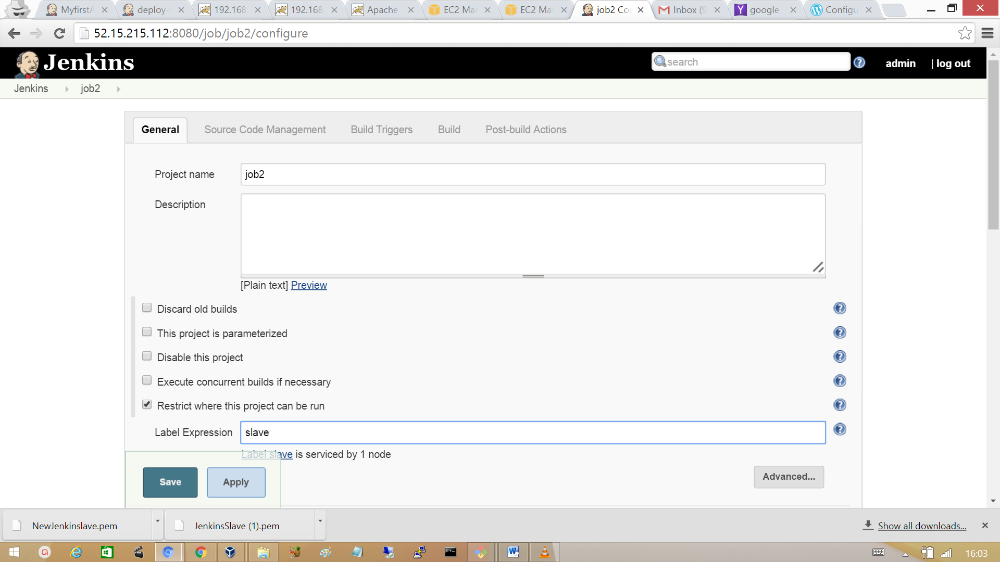 MyfirstA
deploy-t
192.168.
192.168.
Apache
EC2 Mar
EC2 Mar
job2 Co
Inbox (9
google
Configu
52.15.215.112:8080/job/job2/configure
Jenkins
search
admin
| log out
Jenkins
job2
General
Source Code Management
Build Triggers
Build
Post-build Actions
Project name
job2
Description
[Plain text] Preview
Discard old builds
This project is parameterized
Disable this project
Execute concurrent builds if necessary
Restrict where this project can be run
Label Expression
slave
Label slave is serviced by 1 node
Save
Apply
Advanced...
NewJenkinslave.pem
JenkinsSlave (1).pem
Show all downloads...
16:03